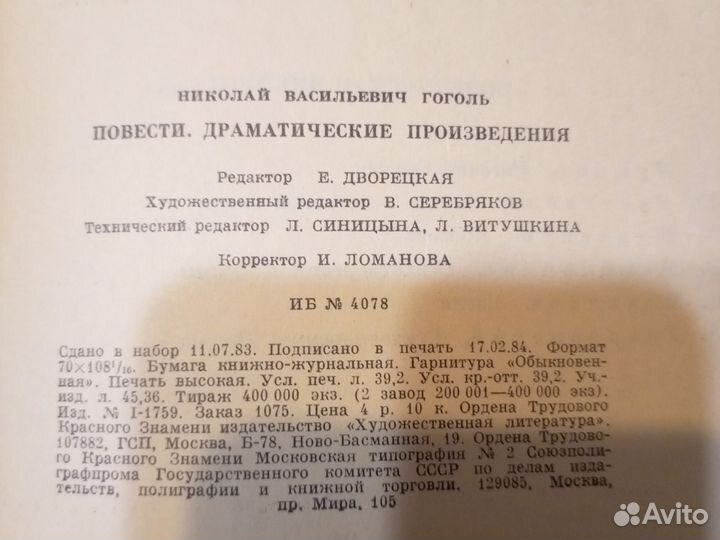 НИКОЛАЙ ВАСИЛЬЕВИЧ ГОГОЛЬ
ПОВЕСТИ. ДРАМАТИЧЕСКИЕ ПРОИЗВЕДЕНИЯ
Редактор Е. ДВОРЕЦКАЯ
Художественный редактор В. СЕРЕБРЯКОВ
Технический редактор Л. СИНИЦЫНА, Л. ВИТУШКИНА
Корректор И. ЛОМАНОВА
ИБ № 4078
Сдано в набор 11.07.83. Подписано в печать 17.02.84. Формат
70×108¹/₁₆. Бумага книжно-журнальная. Гарнитура «Обыкновен-
ная». Печать высокая. Усл. печ. л. 39,2. Усл. кр.-отт. 39,2. Уч.-
изд. л. 45,36. Тираж 400 000 экз. (2 завод 200 001—400 000 экз).
Изд. № I-1759. Заказ 1075. Цена 4 р. 10 к. Ордена Трудового
Красного Знамени издательство «Художественная литература».
107882, ГСП, Москва, Б-78, Ново-Басманная, 19. Ордена Трудово-
го Красного Знамени Московская типография № 2 Союзполи-
графпрома Государственного комитета СССР по делам изда-
тельств, полиграфии и книжной торговли. 129085, Москва,
пр. Мира, 105
Avito